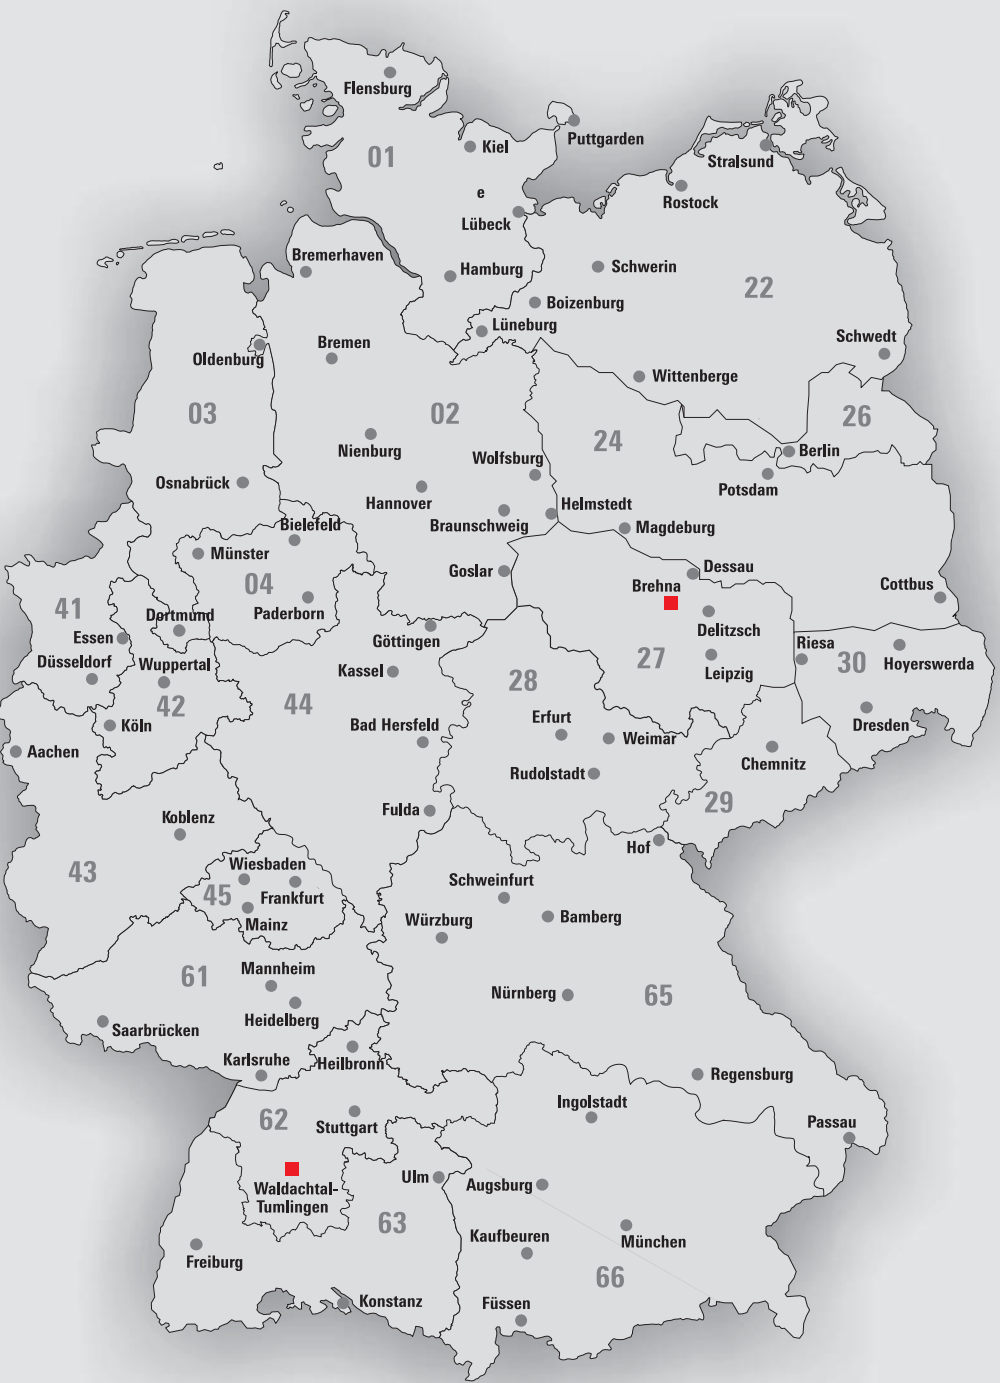 Flensburg
Puttgarden
Kiel
01
Stralsund
e
Rostock
Lübeck
Bremerhaven
Hamburg
Schwerin
22
Boizenburg
Lüneburg
Schwedt
Bremen
Oldenburg
Wittenberge
03
02
26
24
Nienburg
Berlin
Wolfsburg
Osnabrück
Potsdam
Hannover
Helmstedt
Bielefeld
Braunschweig
Magdeburg
Münster
Goslar
Dessau
04
Brehna
Cottbus
41
Paderborn
Dortmund
Essen
Göttingen
Delitzsch
Riesa
Düsseldorf
Wuppertal
Kassel
28
27
Leipzig
30
Hoyerswerda
42
44
Köln
Bad Hersfeld
Erfurt
Weimar
Dresden
Aachen
Chemnitz
Rudolstadt
29
Koblenz
Fulda
Hof
43
Wiesbaden
Schweinfurt
45
Frankfurt
Mainz
Würzburg
Bamberg
61
Mannheim
Nürnberg
65
Saarbrücken
Heidelberg
Karlsruhe
Heilbronn
Regensburg
Ingolstadt
62
Stuttgart
Passau
Ulm
Augsburg
Waldachtal-
Tumlingen
63
Kaufbeuren
München
Freiburg
66
Konstanz
Füssen